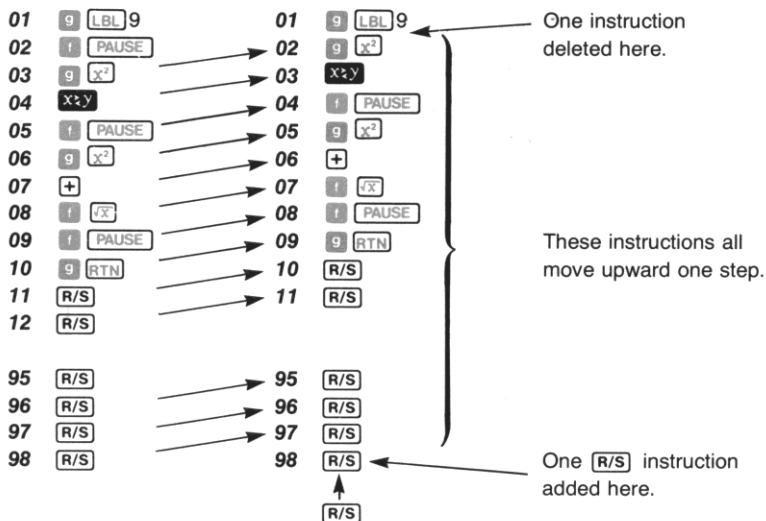 01 g LBL 9 01 g LBL 9 One instruction
02 f PAUSE 02 g x² deleted here.
03 g x² 03 x⇄y
04 x⇄y 04 f PAUSE
05 f PAUSE 05 g x²
06 g x² 06 +
07 + 07 f √x
08 f √x 08 f PAUSE
09 f PAUSE 09 g RTN These instructions all
10 g RTN 10 R/S move upward one step.
11 R/S 11 R/S
12 R/S
95 R/S 95 R/S
96 R/S 96 R/S
97 R/S 97 R/S
98 R/S 98 R/S One R/S instruction
added here.
R/S